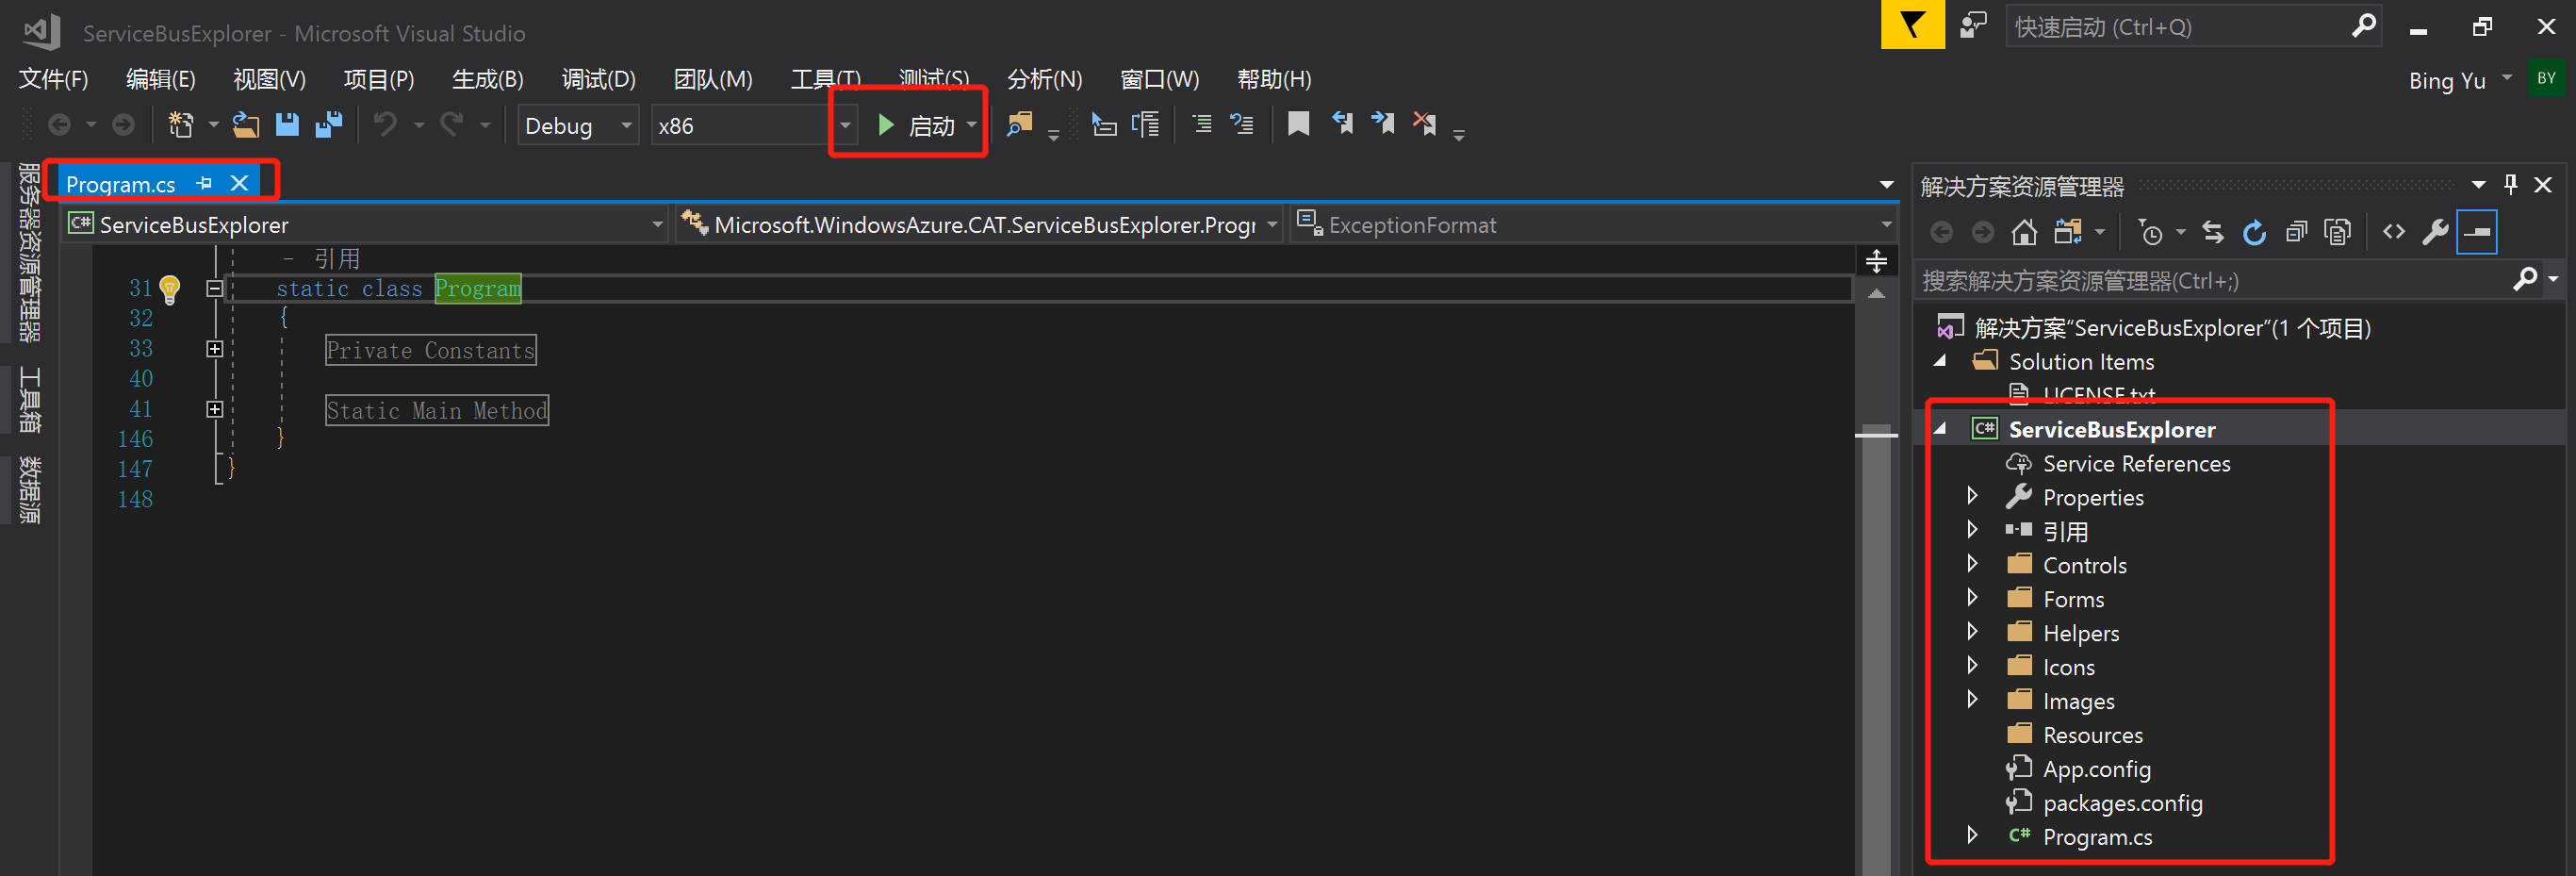 ServiceBusExplorer - Microsoft Visual Studio
快速启动 (Ctrl+Q)
文件(F) 编辑(E) 视图(V) 项目(P) 生成(B) 调试(D) 团队(M) 工具(T) 测试(S) 分析(N) 窗口(W) 帮助(H)
Bing Yu BY
Debug x86 启动
服务器资源管理器
工具箱
数据源
Program.cs
ServiceBusExplorer Microsoft.WindowsAzure.CAT.ServiceBusExplorer.Progr ExceptionFormat
- 引用
31 static class Program
32 {
33 Private Constants
40
41 Static Main Method
146 }
147 }
148
解决方案资源管理器
搜索解决方案资源管理器(Ctrl+;)
解决方案“ServiceBusExplorer”(1 个项目)
Solution Items
LICENSE.txt
C# ServiceBusExplorer
Service References
Properties
引用
Controls
Forms
Helpers
Icons
Images
Resources
App.config
packages.config
C# Program.cs